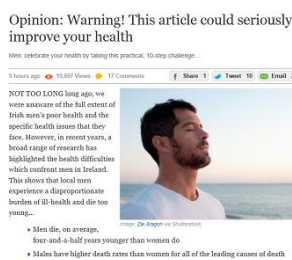 Opinion: Warning! This article could seriously
improve your health
Men: celebrate your health by taking this practical, 10-step challenge...
5 hours ago 10,697 Views 17 Comments Share 1 Tweet 10 Email
NOT TOO LONG long ago, we
were unaware of the full extent of
Irish men's poor health and the
specific health issues that they
face. However, in recent years, a
broad range of research has
highlighted the health difficulties
which confront men in Ireland.
This shows that local men
experience a disproportionate
burden of ill-health and die too
young...
Image: Zai Aragon via Shutterstock
Men die, on average,
four-and-a-half years younger than women do
Males have higher death rates than women for all of the leading causes of death